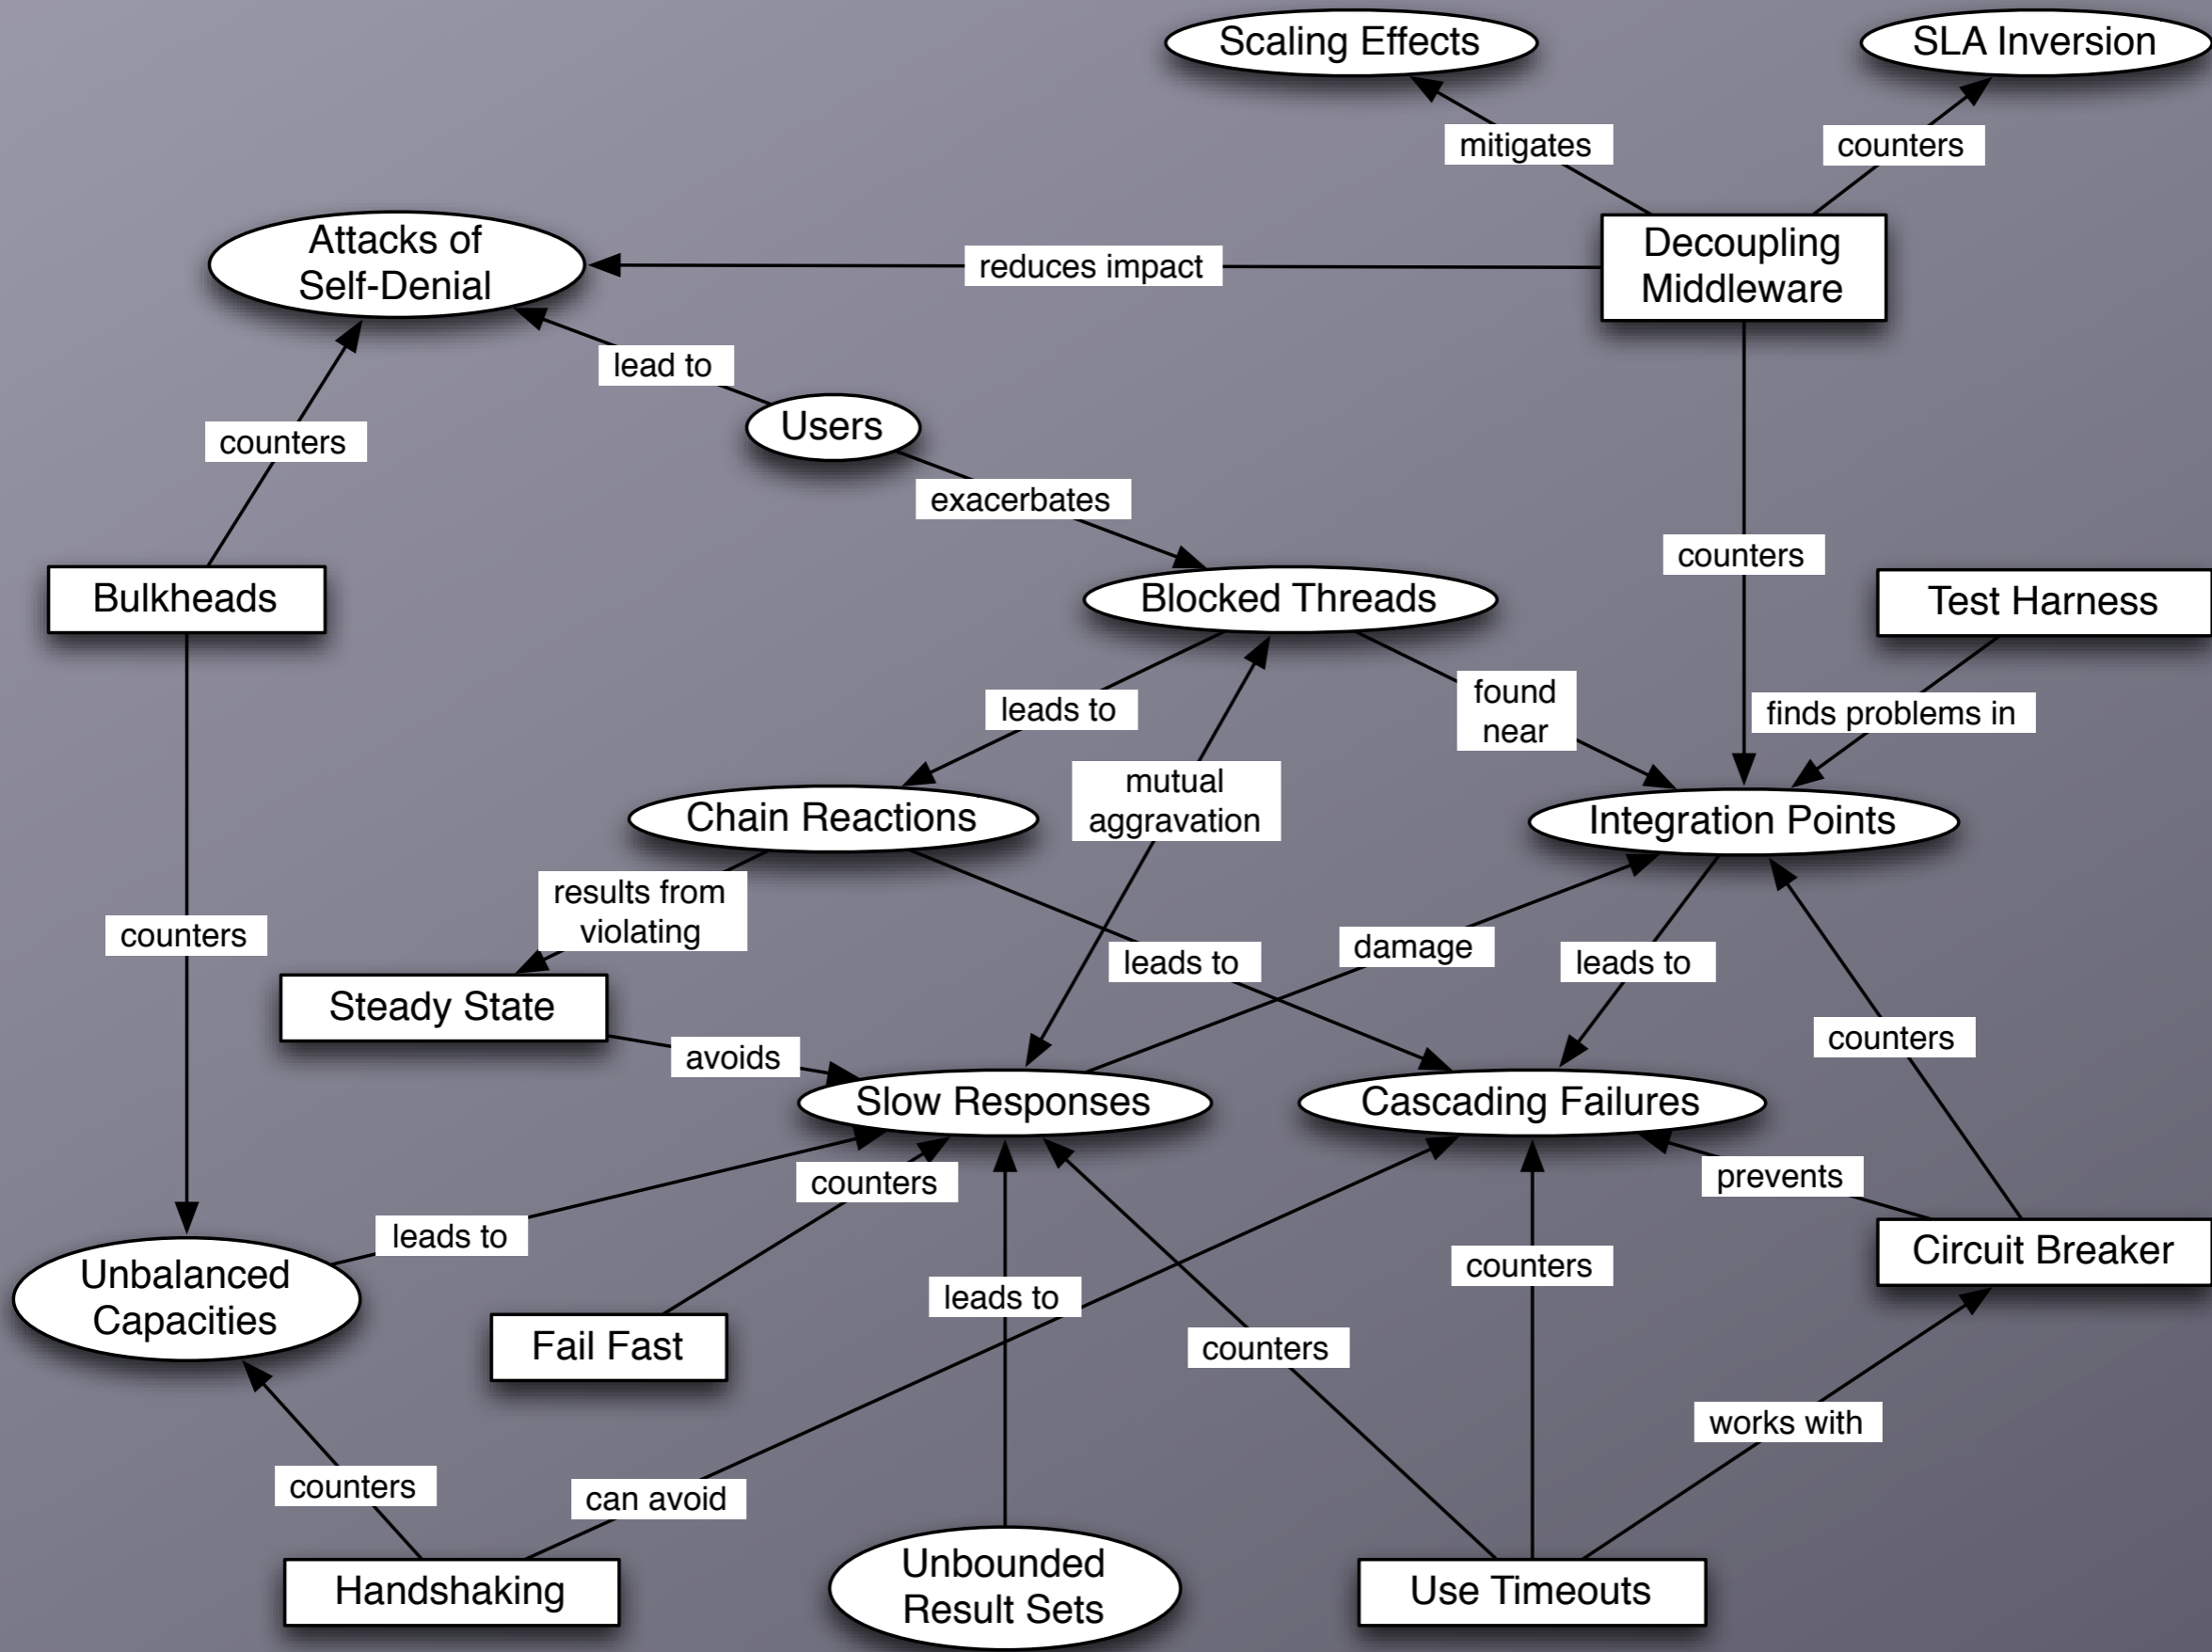 Scaling Effects
SLA Inversion
mitigates
counters
Attacks of
Self-Denial
reduces impact
Decoupling
Middleware
lead to
Users
counters
exacerbates
counters
Bulkheads
Blocked Threads
Test Harness
leads to
found
near
finds problems in
mutual
aggravation
Chain Reactions
Integration Points
results from
violating
counters
leads to
damage
leads to
Steady State
avoids
counters
Slow Responses
Cascading Failures
counters
prevents
leads to
Unbalanced
Capacities
leads to
counters
Circuit Breaker
Fail Fast
counters
works with
counters
can avoid
Handshaking
Unbounded
Result Sets
Use Timeouts